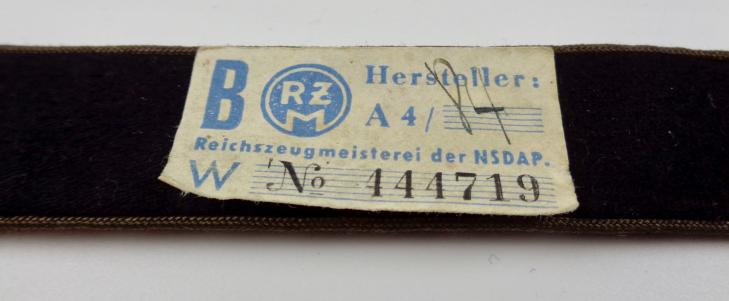 B RZM Hersteller:
A 4/
Reichszeugmeisterei der NSDAP.
W No 444719